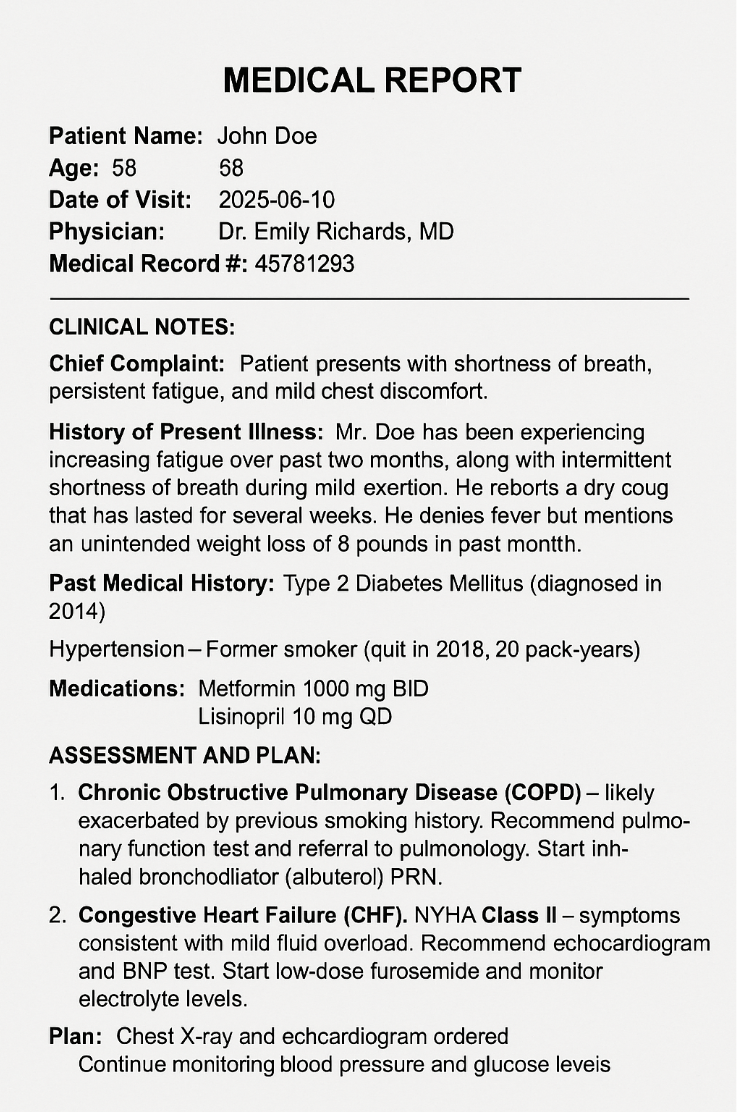 MEDICAL REPORT
Patient Name: John Doe
Age: 58 68
Date of Visit: 2025-06-10
Physician: Dr. Emily Richards, MD
Medical Record #: 45781293
CLINICAL NOTES:
Chief Complaint: Patient presents with shortness of breath,
persistent fatigue, and mild chest discomfort.
History of Present Illness: Mr. Doe has been experiencing
increasing fatigue over past two months, along with intermittent
shortness of breath during mild exertion. He reborts a dry coug
that has lasted for several weeks. He denies fever but mentions
an unintended weight loss of 8 pounds in past montth.
Past Medical History: Type 2 Diabetes Mellitus (diagnosed in
2014)
Hypertension – Former smoker (quit in 2018, 20 pack-years)
Medications: Metformin 1000 mg BID
Lisinopril 10 mg QD
ASSESSMENT AND PLAN:
1. Chronic Obstructive Pulmonary Disease (COPD) – likely
exacerbated by previous smoking history. Recommend pulmo-
nary function test and referral to pulmonology. Start inh-
haled bronchodliator (albuterol) PRN.
2. Congestive Heart Failure (CHF). NYHA Class II – symptoms
consistent with mild fluid overload. Recommend echocardiogram
and BNP test. Start low-dose furosemide and monitor
electrolyte levels.
Plan: Chest X-ray and echcardiogram ordered
Continue monitoring blood pressure and glucose leveis